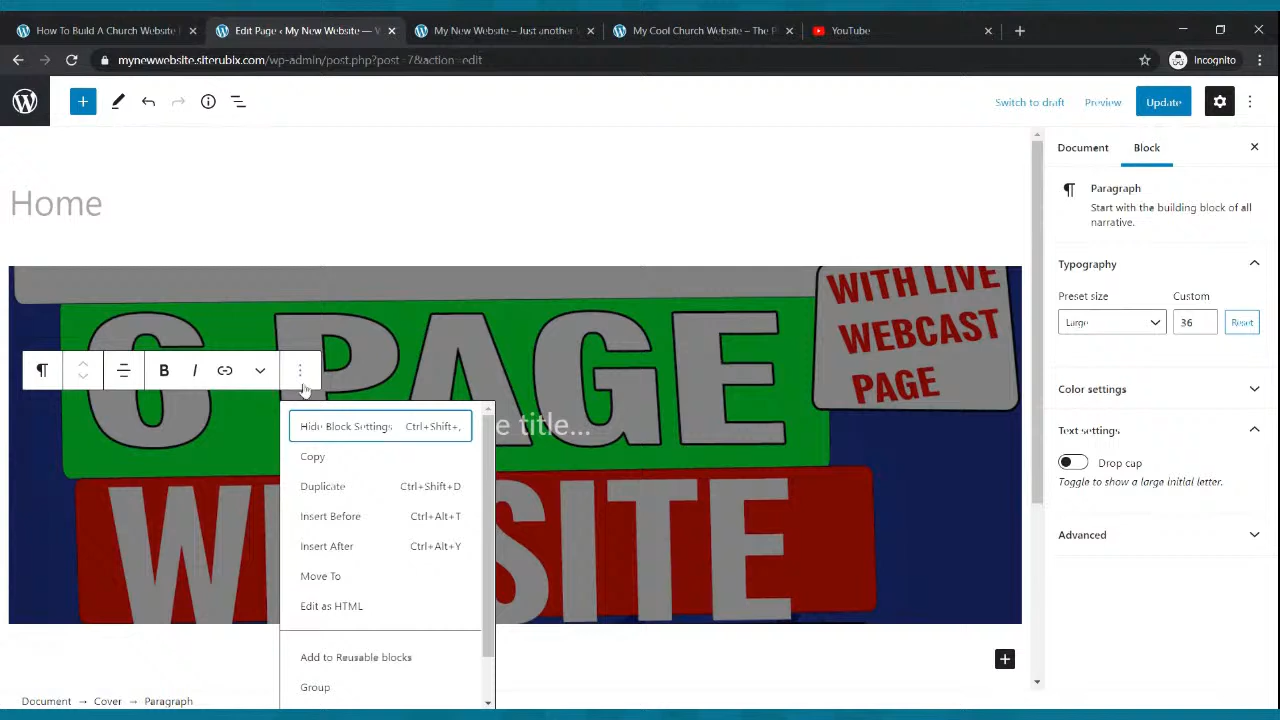 How To Build A Church Website
Edit Page ‹ My New Website — W
My New Website – Just another
My Cool Church Website – The P
YouTube
mynewwebsite.siterubix.com/wp-admin/post.php?post=7&action=edit
Incognito
Switch to draft
Preview
Update
Document
Block
Home
Paragraph
Start with the building block of all
narrative.
Typography
Preset size
Custom
Large
36
Reset
6 PAGE
WITH LIVE
WEBCAST
PAGE
B
I
e title...
Hide Block Settings Ctrl+Shift+,
Copy
Duplicate Ctrl+Shift+D
Insert Before Ctrl+Alt+T
Insert After Ctrl+Alt+Y
Move To
Edit as HTML
Add to Reusable blocks
Group
Color settings
Text settings
Drop cap
Toggle to show a large initial letter.
Advanced
Document → Cover → Paragraph